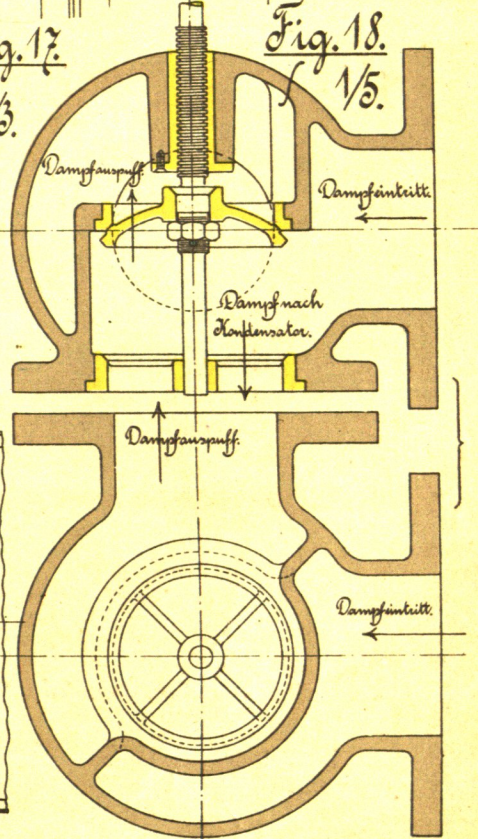 g. 17.
3.
Fig. 18.
1/5.
Dampfauspuff.
Dampfeintritt.
Dampf nach
Kondensator.
Dampfauspuff.
Dampfeintritt.